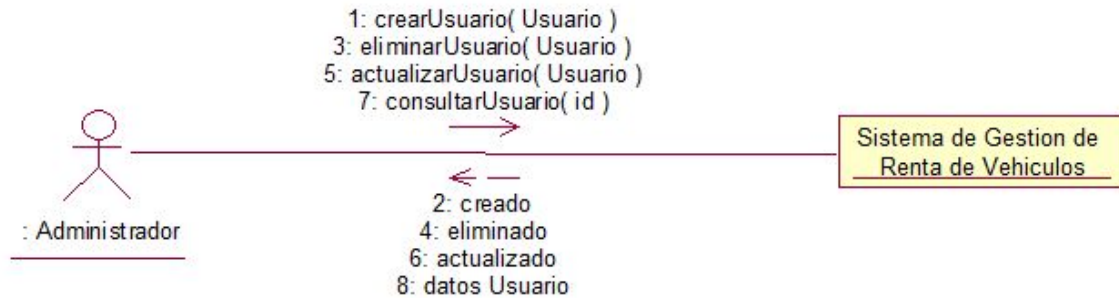 1: crearUsuario( Usuario )
3: eliminarUsuario( Usuario )
5: actualizarUsuario( Usuario )
7: consultarUsuario( id )
Sistema de Gestion de
Renta de Vehiculos
: Administrador
2: creado
4: eliminado
6: actualizado
8: datos Usuario